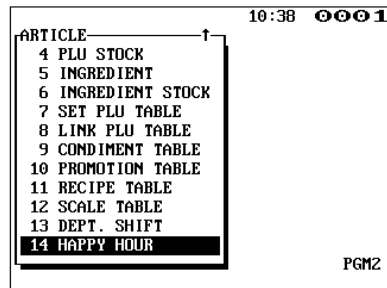 10:38 0001
ARTICLE ↑
4 PLU STOCK
5 INGREDIENT
6 INGREDIENT STOCK
7 SET PLU TABLE
8 LINK PLU TABLE
9 CONDIMENT TABLE
10 PROMOTION TABLE
11 RECIPE TABLE
12 SCALE TABLE
13 DEPT. SHIFT
14 HAPPY HOUR
PGM2